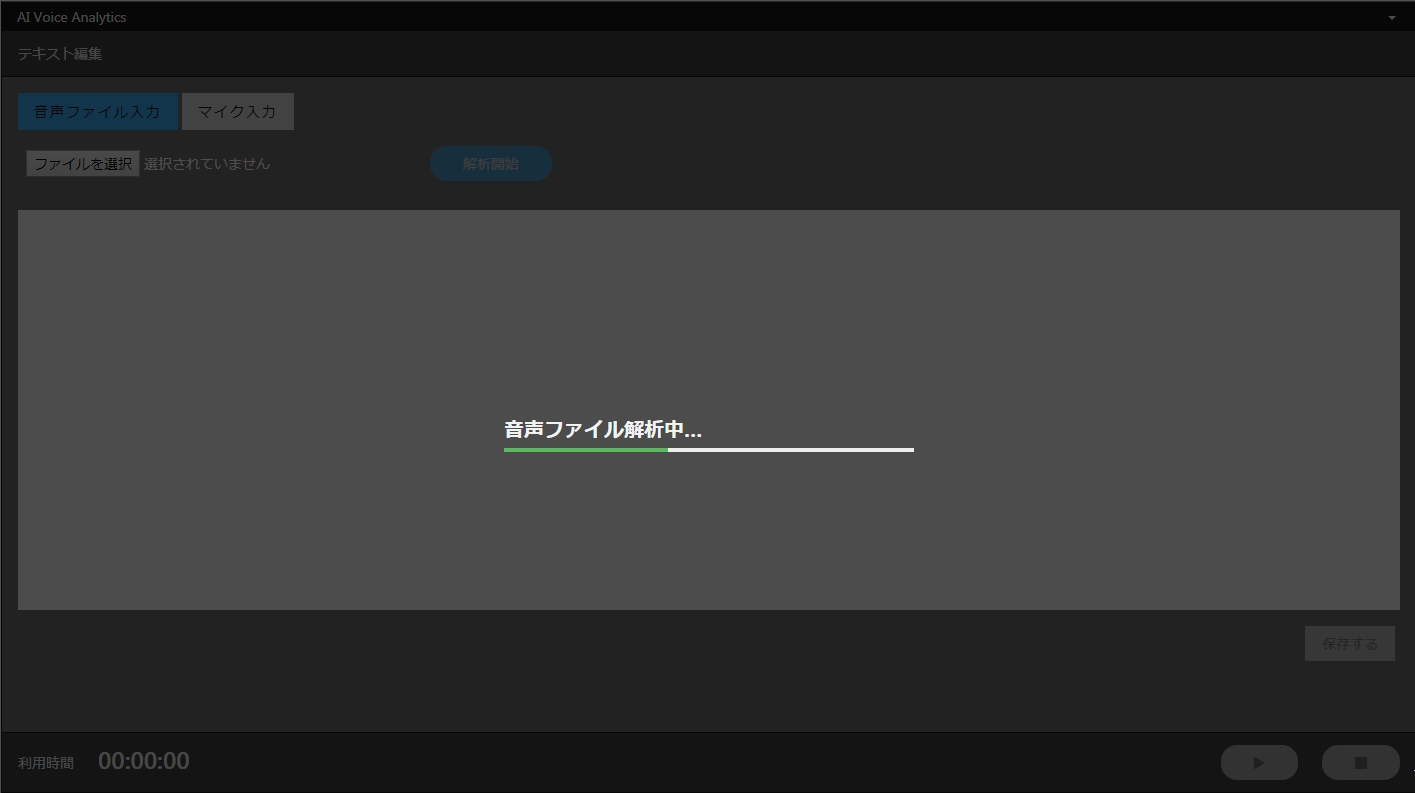 AI Voice Analytics
テキスト編集
音声ファイル入力 マイク入力
ファイルを選択 選択されていません 解析開始
音声ファイル解析中...
保存する
利用時間 00:00:00